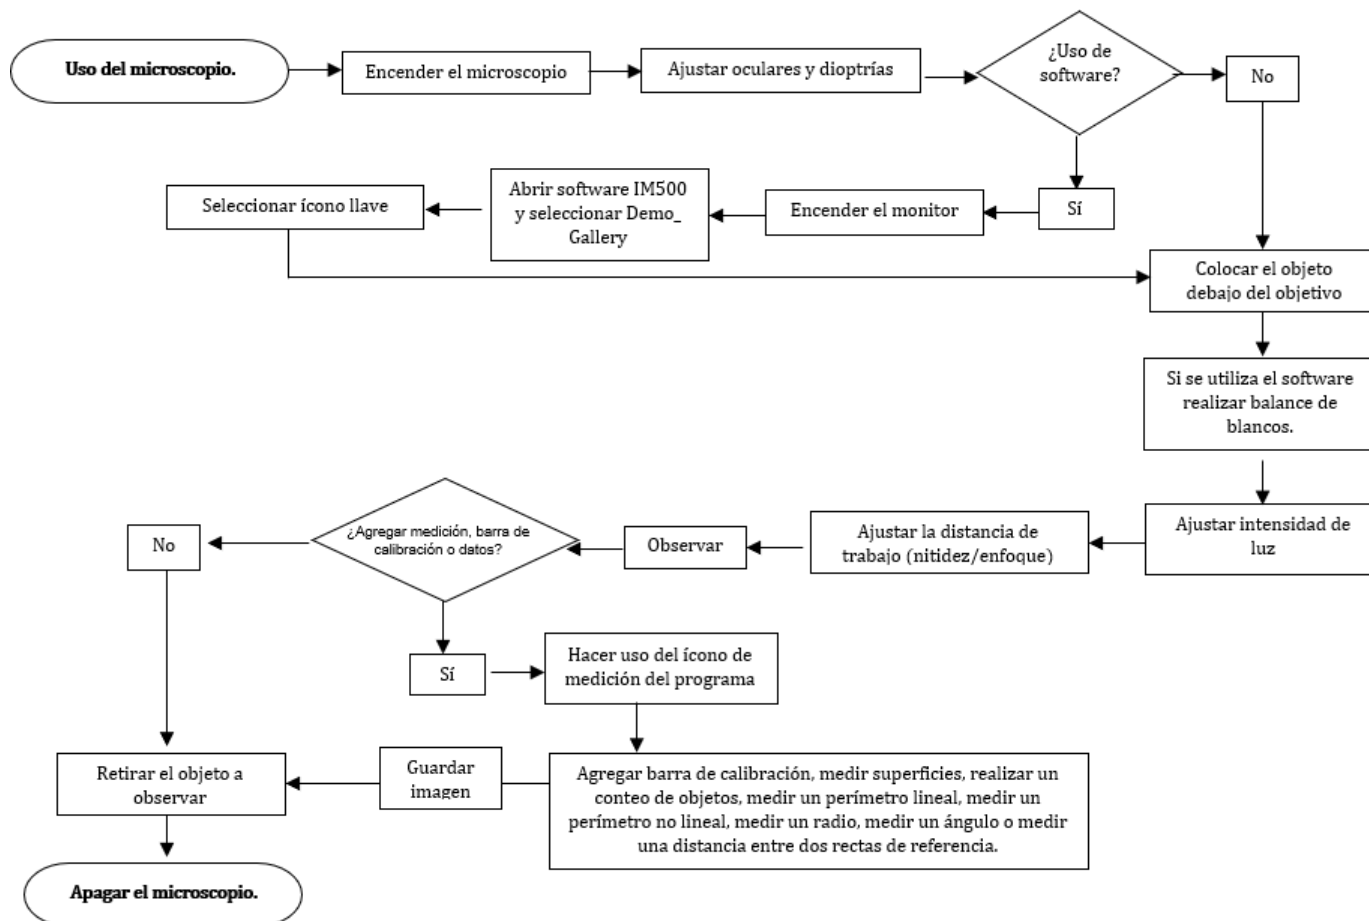 Uso del microscopio.
Encender el microscopio
Ajustar oculares y dioptrías
¿Uso de
software?
No
Sí
Encender el monitor
Abrir software IM500
y seleccionar Demo_
Gallery
Seleccionar ícono llave
Colocar el objeto
debajo del objetivo
Si se utiliza el software
realizar balance de
blancos.
Ajustar intensidad de
luz
Ajustar la distancia de
trabajo (nitidez/enfoque)
Observar
¿Agregar medición, barra de
calibración o datos?
No
Sí
Hacer uso del ícono de
medición del programa
Agregar barra de calibración, medir superficies, realizar un
conteo de objetos, medir un perímetro lineal, medir un
perímetro no lineal, medir un radio, medir un ángulo o medir
una distancia entre dos rectas de referencia.
Guardar
imagen
Retirar el objeto a
observar
Apagar el microscopio.